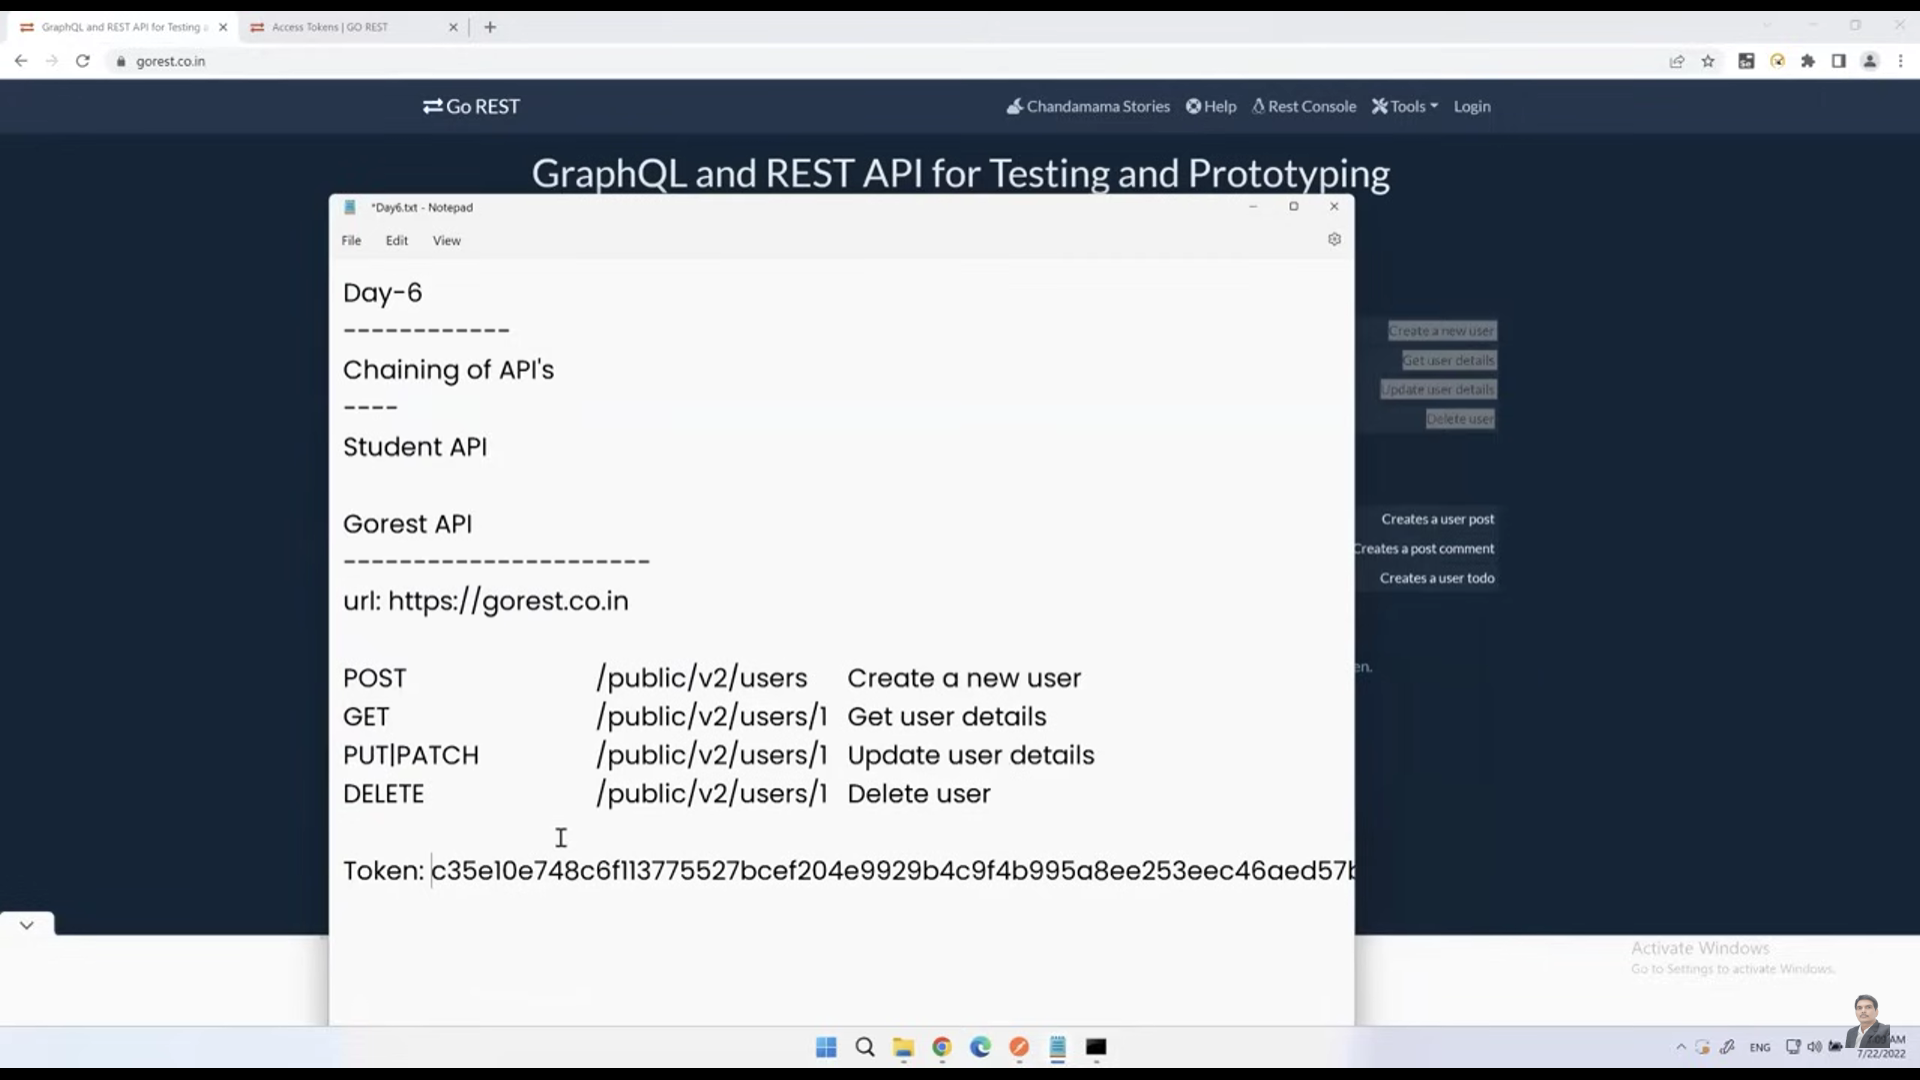 GraphQL and REST API for Testing a
Access Tokens | GO REST
gorest.co.in
Go REST
Chandamama Stories
Help
Rest Console
Tools
Login
GraphQL and REST API for Testing and Prototyping
*Day6.txt - Notepad
File Edit View
Day-6
------------
Chaining of API's
----
Student API
Gorest API
----------------------
url: https://gorest.co.in
POST /public/v2/users Create a new user
GET /public/v2/users/1 Get user details
PUT|PATCH /public/v2/users/1 Update user details
DELETE /public/v2/users/1 Delete user
Token: c35e10e748c6f113775527bcef204e9929b4c9f4b995a8ee253eec46aed57b
Create a new user
Get user details
Update user details
Delete user
Creates a user post
Creates a post comment
Creates a user todo
en.
Activate Windows
Go to Settings to activate Windows.
ENG
AM
7/22/2022